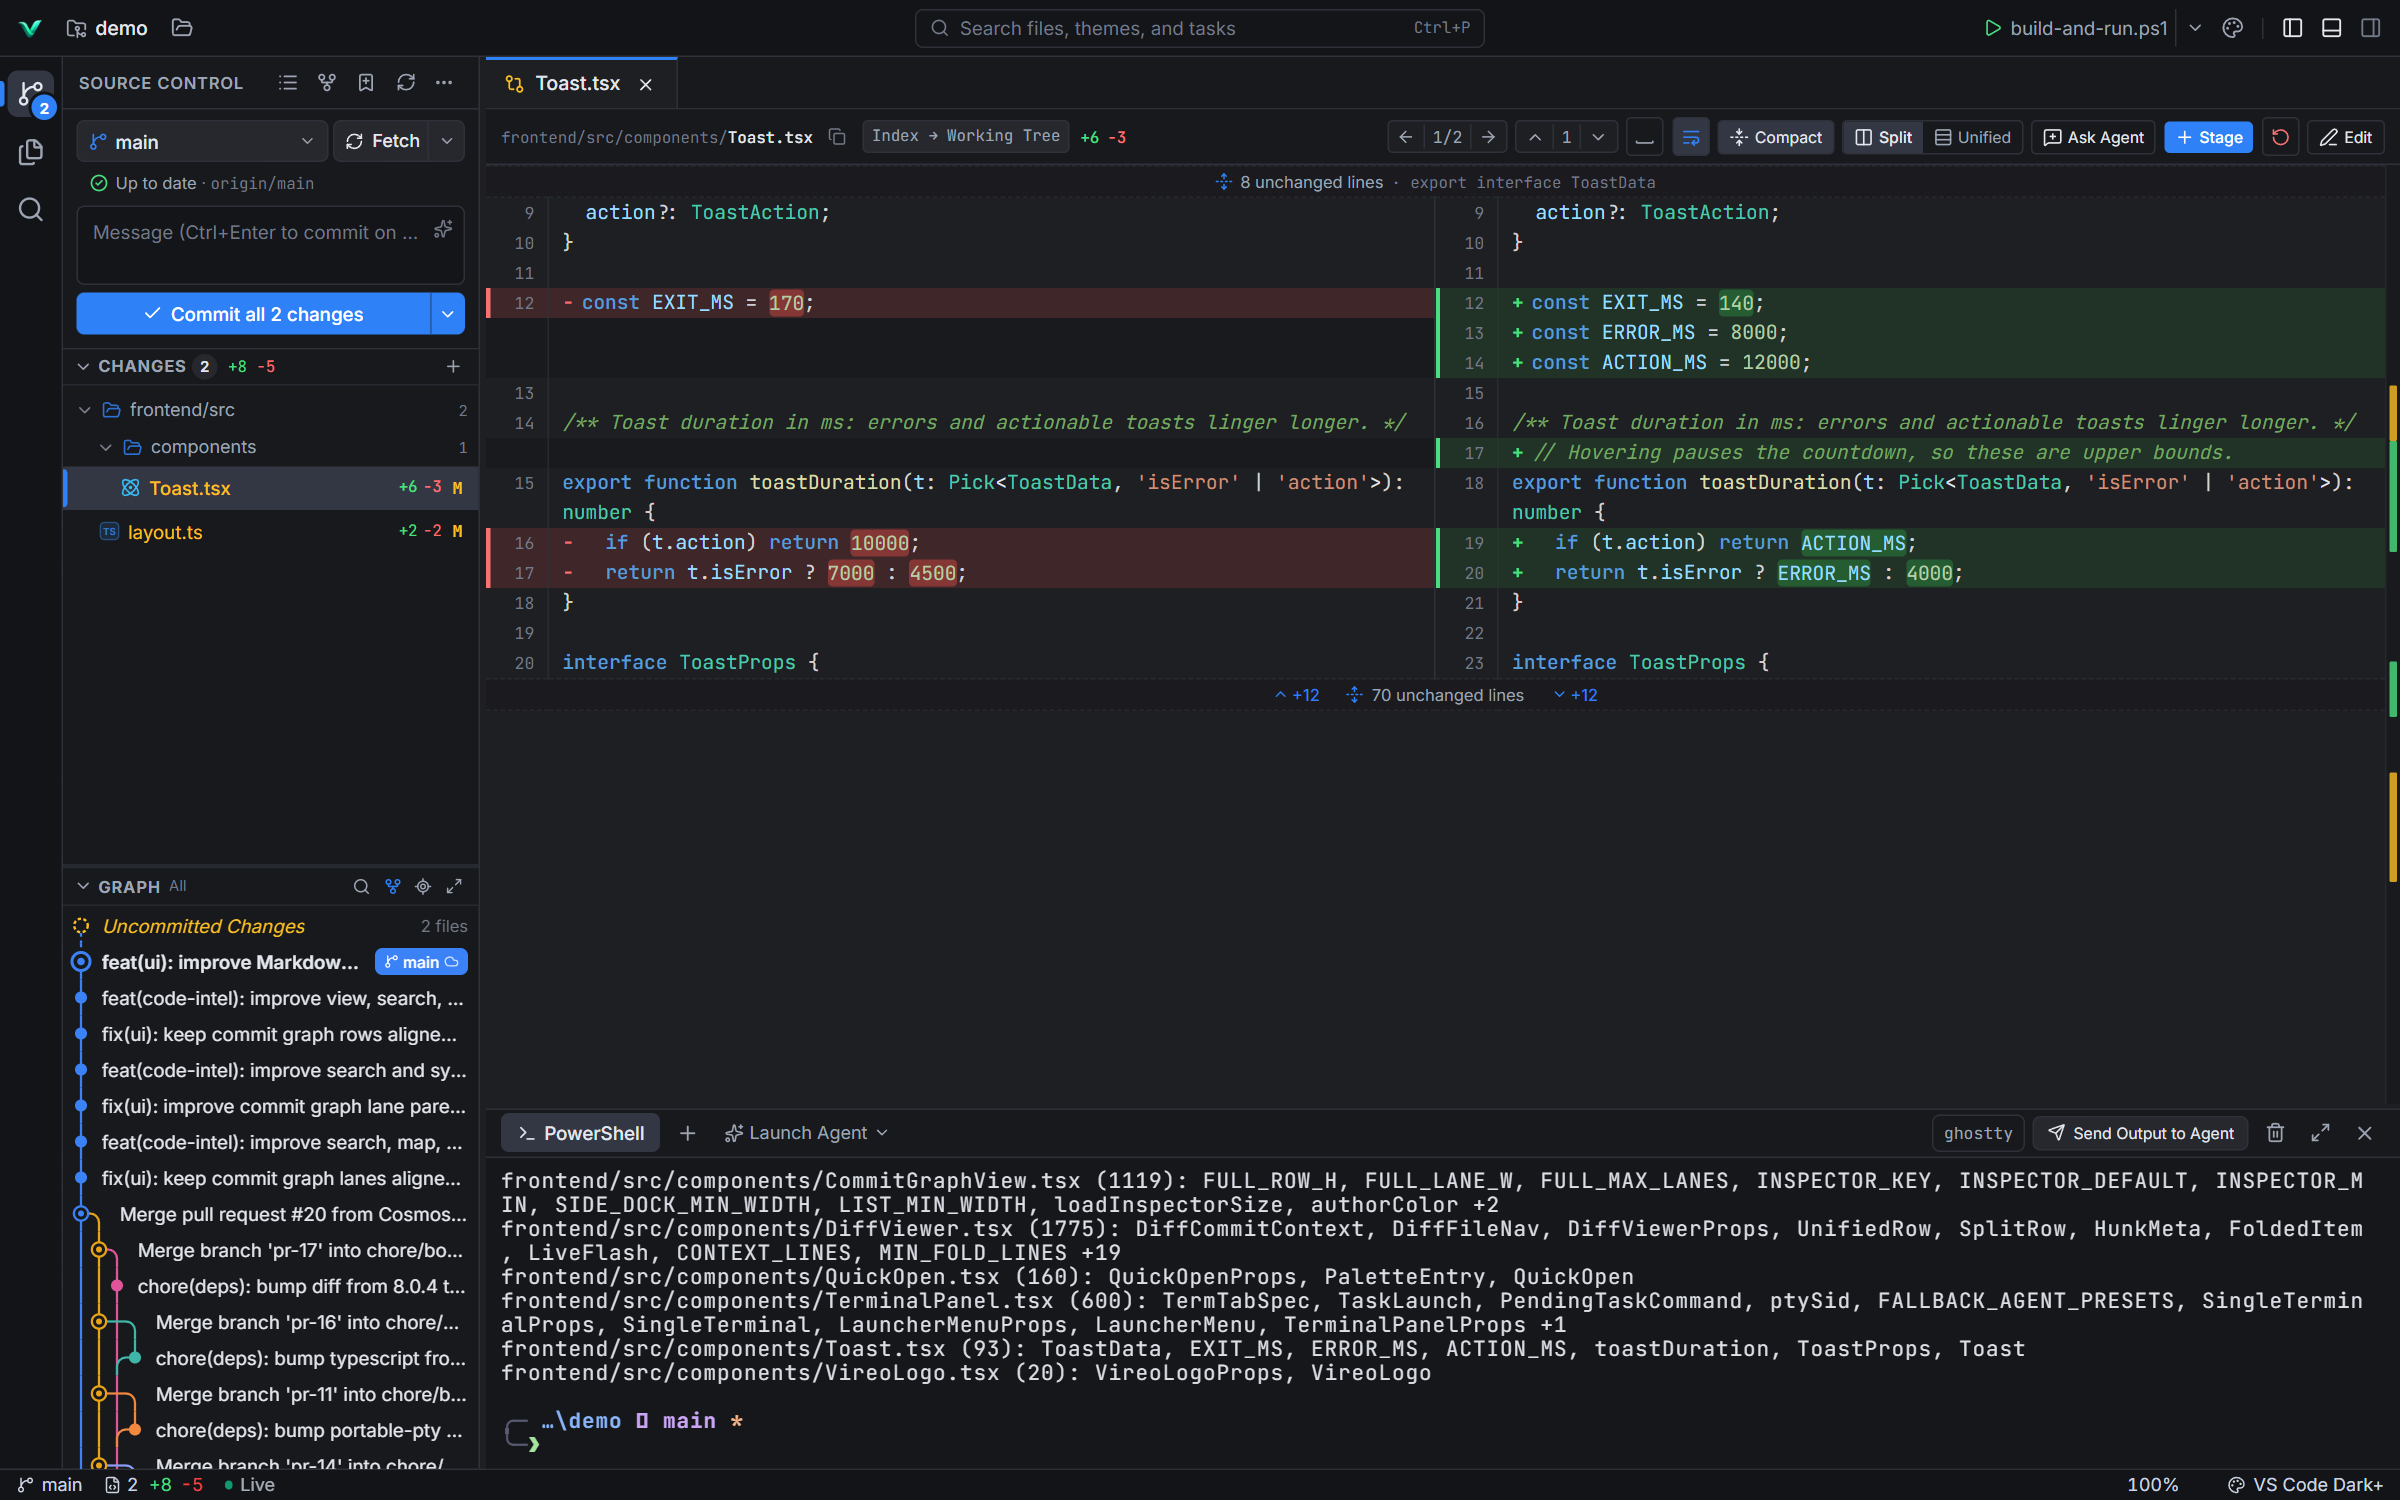 demo
Search files, themes, and tasks Ctrl+P
build-and-run.ps1
2
SOURCE CONTROL
main
Fetch
Up to date · origin/main
Message (Ctrl+Enter to commit on ...
Commit all 2 changes
CHANGES 2 +8 -5
frontend/src 2
components 1
Toast.tsx +6 -3 M
TS layout.ts +2 -2 M
GRAPH All
Uncommitted Changes 2 files
feat(ui): improve Markdow... main
feat(code-intel): improve view, search, ...
fix(ui): keep commit graph rows aligne...
feat(code-intel): improve search and sy...
fix(ui): improve commit graph lane pare...
feat(code-intel): improve search, map, ...
fix(ui): keep commit graph lanes aligne...
Merge pull request #20 from Cosmos...
Merge branch 'pr-17' into chore/bo...
chore(deps): bump diff from 8.0.4 t...
Merge branch 'pr-16' into chore/...
chore(deps): bump typescript fro...
Merge branch 'pr-11' into chore/b...
chore(deps): bump portable-pty ...
Merge branch 'pr-14' into chore/
Toast.tsx
frontend/src/components/Toast.tsx Index → Working Tree +6 -3
1/2 1 Compact Split Unified Ask Agent + Stage Edit
8 unchanged lines · export interface ToastData
9 action?: ToastAction;
10 }
11
12 - const EXIT_MS = 170;
13
14 /** Toast duration in ms: errors and actionable toasts linger longer. */
15 export function toastDuration(t: Pick<ToastData, 'isError' | 'action'>):
number {
16 - if (t.action) return 10000;
17 - return t.isError ? 7000 : 4500;
18 }
19
20 interface ToastProps {
9 action?: ToastAction;
10 }
11
12 + const EXIT_MS = 140;
13 + const ERROR_MS = 8000;
14 + const ACTION_MS = 12000;
15
16 /** Toast duration in ms: errors and actionable toasts linger longer. */
17 + // Hovering pauses the countdown, so these are upper bounds.
18 export function toastDuration(t: Pick<ToastData, 'isError' | 'action'>):
number {
19 + if (t.action) return ACTION_MS;
20 + return t.isError ? ERROR_MS : 4000;
21 }
22
23 interface ToastProps {
+12 70 unchanged lines +12
PowerShell + Launch Agent
ghostty Send Output to Agent
frontend/src/components/CommitGraphView.tsx (1119): FULL_ROW_H, FULL_LANE_W, FULL_MAX_LANES, INSPECTOR_KEY, INSPECTOR_DEFAULT, INSPECTOR_M
IN, SIDE_DOCK_MIN_WIDTH, LIST_MIN_WIDTH, loadInspectorSize, authorColor +2
frontend/src/components/DiffViewer.tsx (1775): DiffCommitContext, DiffFileNav, DiffViewerProps, UnifiedRow, SplitRow, HunkMeta, FoldedItem
, LiveFlash, CONTEXT_LINES, MIN_FOLD_LINES +19
frontend/src/components/QuickOpen.tsx (160): QuickOpenProps, PaletteEntry, QuickOpen
frontend/src/components/TerminalPanel.tsx (600): TermTabSpec, TaskLaunch, PendingTaskCommand, ptySid, FALLBACK_AGENT_PRESETS, SingleTermin
alProps, SingleTerminal, LauncherMenuProps, LauncherMenu, TerminalPanelProps +1
frontend/src/components/Toast.tsx (93): ToastData, EXIT_MS, ERROR_MS, ACTION_MS, toastDuration, ToastProps, Toast
frontend/src/components/VireoLogo.tsx (20): VireoLogoProps, VireoLogo
…\demo main *
❯
main 2 +8 -5 Live
100% VS Code Dark+